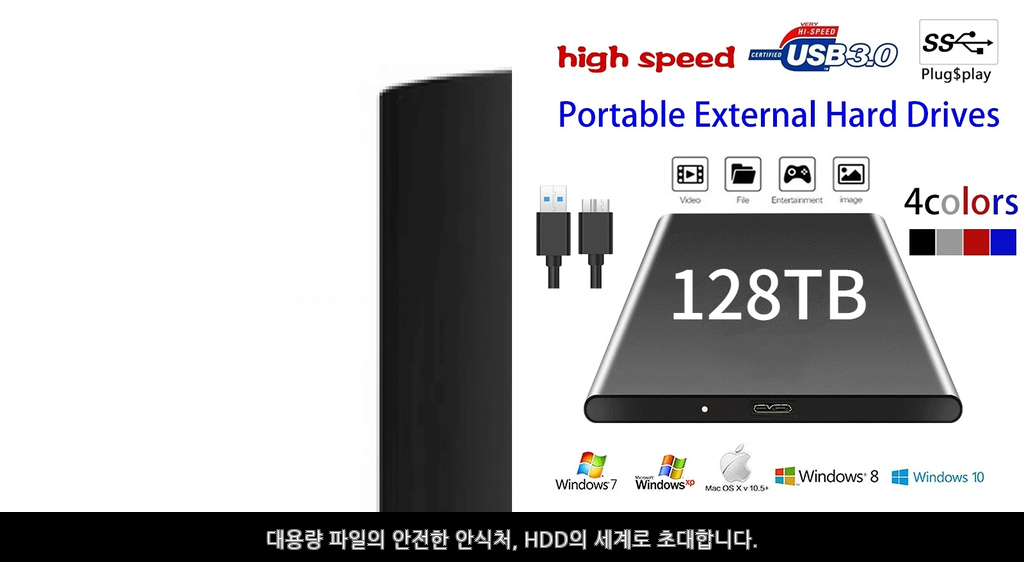 high speed
VERY
HI-SPEED
CERTIFIED USB3.0
SS
Plug$play
Portable External Hard Drives
Video File Entertainment image
4colors
128TB
Windows 7
Microsoft
Windows xp
Mac OS X v 10.5+
Windows 8
Windows 10
대용량 파일의 안전한 안식처, HDD의 세계로 초대합니다.